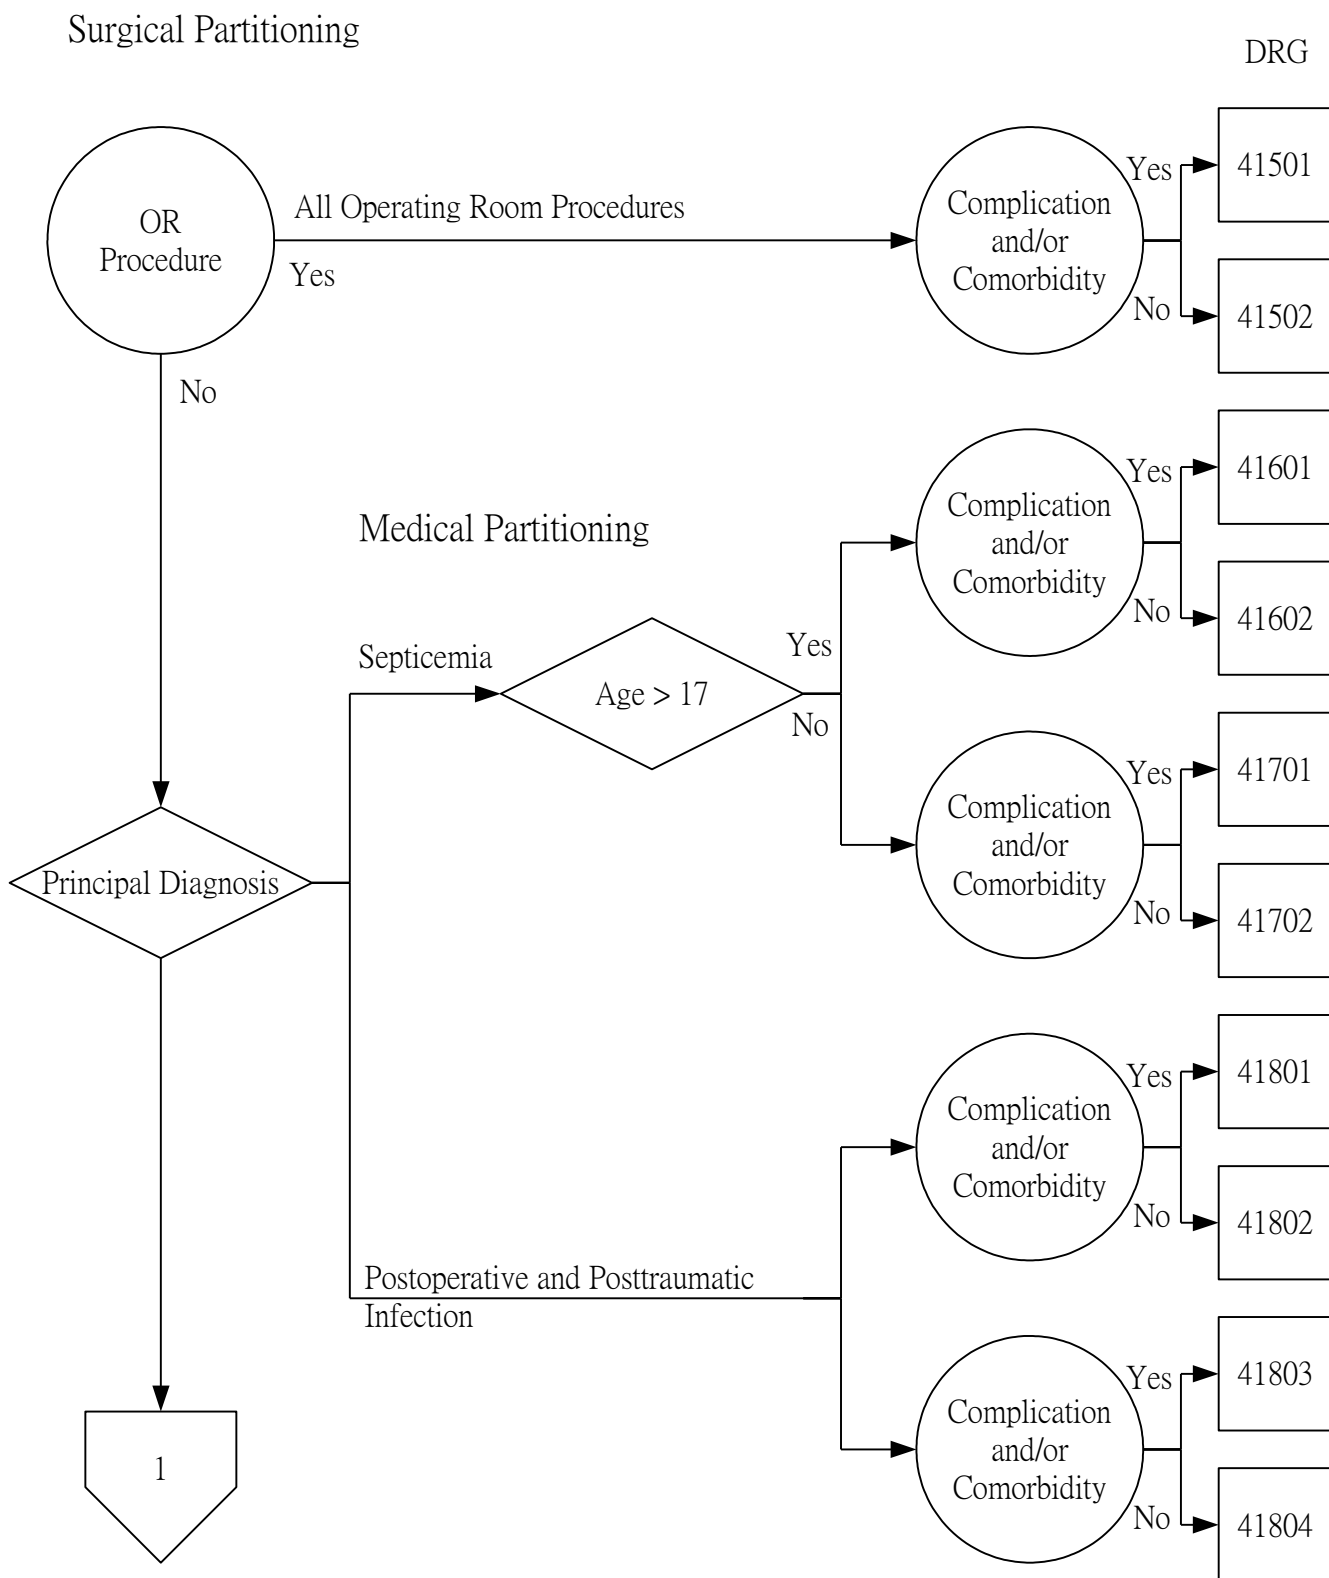 Surgical Partitioning
DRG
OR
Procedure
All Operating Room Procedures
Yes
No
Complication
and/or
Comorbidity
Yes
No
41501
41502
Medical Partitioning
Septicemia
Age > 17
Yes
No
Complication
and/or
Comorbidity
Yes
No
41601
41602
Complication
and/or
Comorbidity
Yes
No
41701
41702
Principal Diagnosis
Postoperative and Posttraumatic
Infection
Complication
and/or
Comorbidity
Yes
No
41801
41802
Complication
and/or
Comorbidity
Yes
No
41803
41804
1